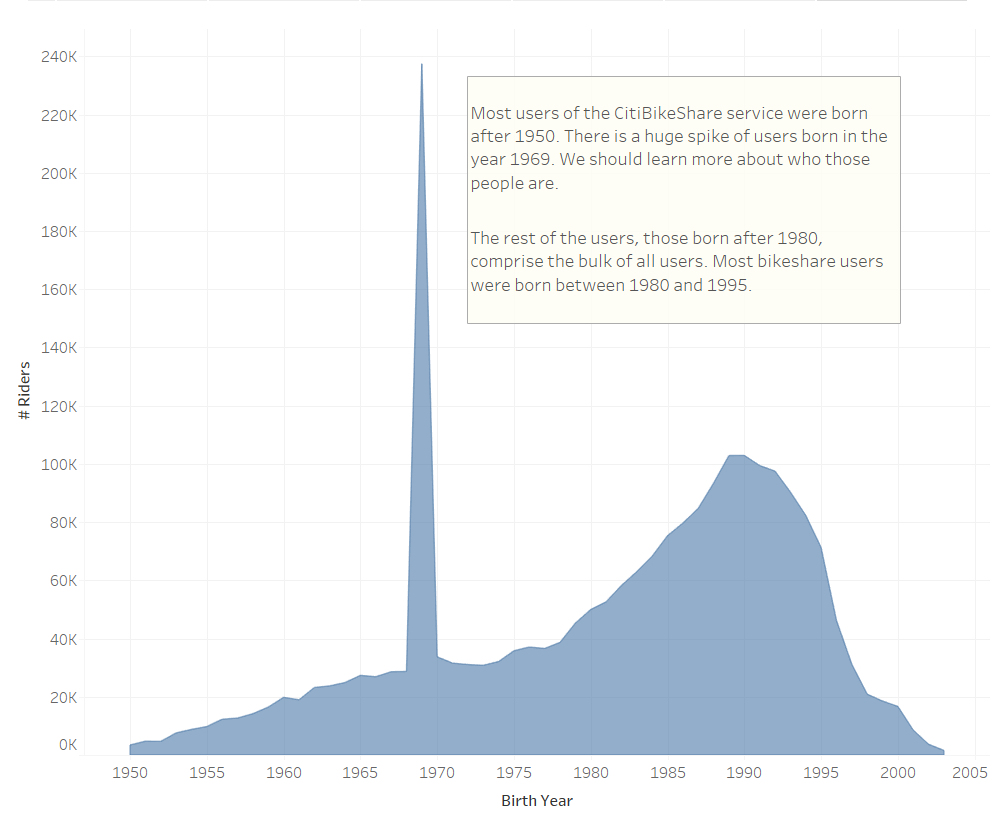 240K
220K
200K
180K
160K
140K
120K
100K
80K
60K
40K
20K
0K
# Riders
Most users of the CitiBikeShare service were born
after 1950. There is a huge spike of users born in the
year 1969. We should learn more about who those
people are.
The rest of the users, those born after 1980,
comprise the bulk of all users. Most bikeshare users
were born between 1980 and 1995.
1950 1955 1960 1965 1970 1975 1980 1985 1990 1995 2000 2005
Birth Year